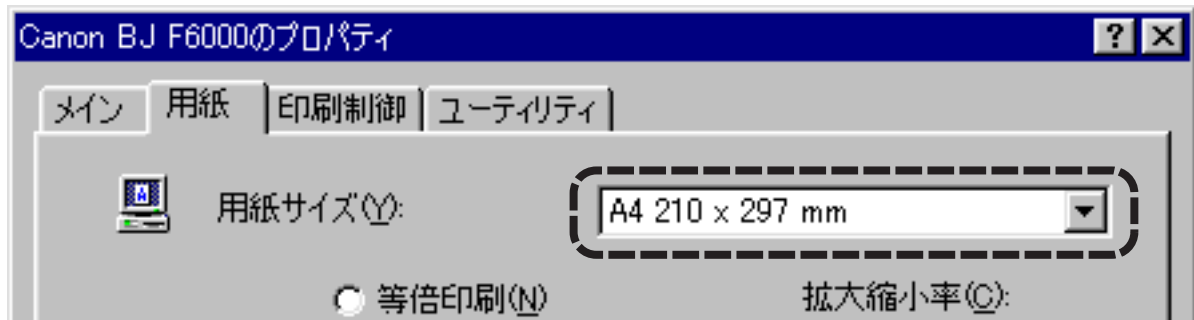 Canon BJ F6000のプロパティ
メイン 用紙 印刷制御 ユーティリティ
用紙サイズ(Y): A4 210 x 297 mm
等倍印刷(N) 拡大縮小率(C):